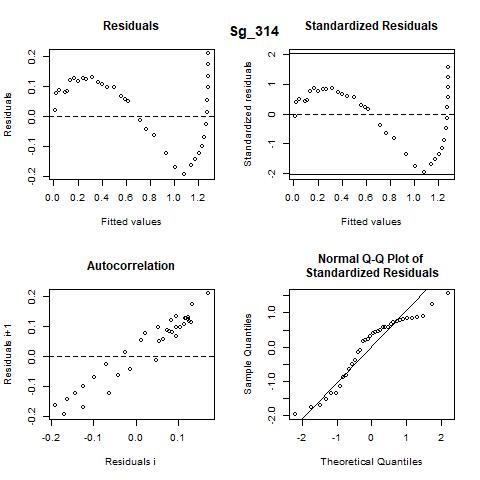 Sg_314
Residuals
Residuals
0.2
0.1
0.0
-0.1
-0.2
0.0 0.2 0.4 0.6 0.8 1.0 1.2
Fitted values
Standardized Residuals
Standardized residuals
2
1
0
-1
-2
0.0 0.2 0.4 0.6 0.8 1.0 1.2
Fitted values
Autocorrelation
Residuals i+1
0.2
0.1
0.0
-0.1
-0.2
-0.2 -0.1 0.0 0.1
Residuals i
Normal Q-Q Plot of
Standardized Residuals
Sample Quantiles
1.0
0.0
-1.0
-2.0
-2 -1 0 1 2
Theoretical Quantiles